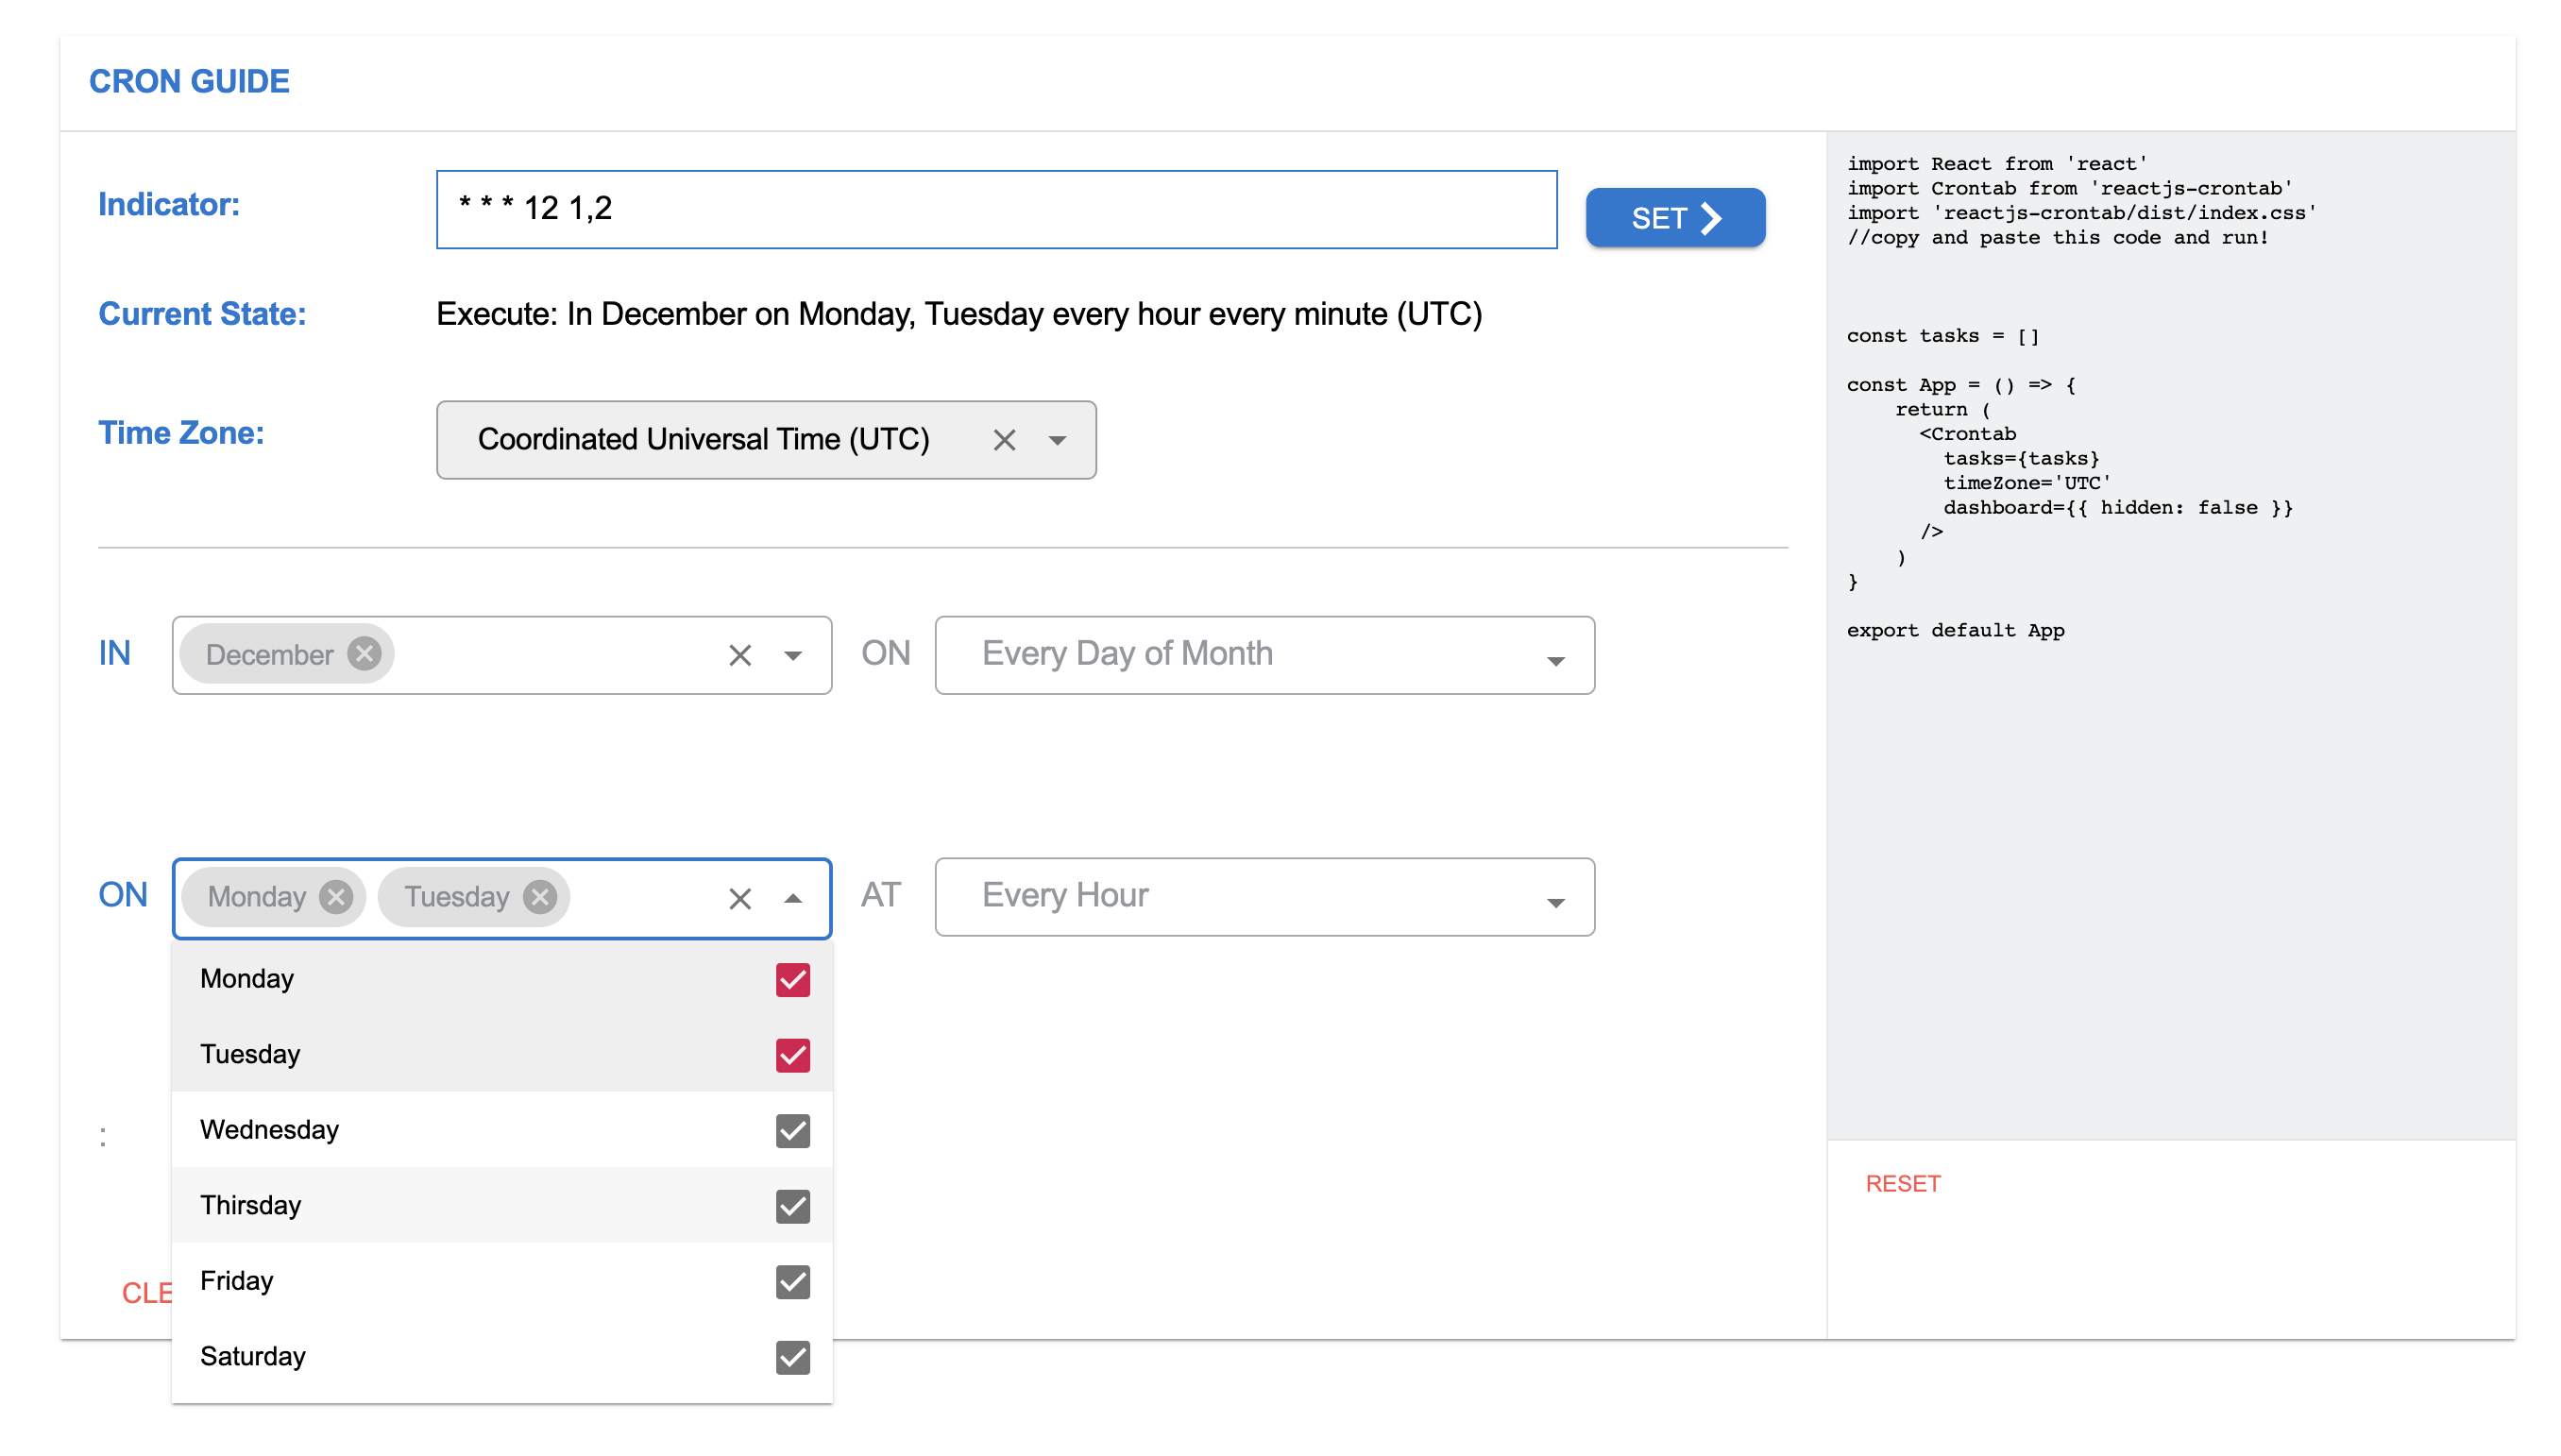 CRON GUIDE
Indicator:
* * * 12 1,2
SET
Current State:
Execute: In December on Monday, Tuesday every hour every minute (UTC)
Time Zone:
Coordinated Universal Time (UTC)
IN
December
ON
Every Day of Month
ON
Monday
Tuesday
AT
Every Hour
Monday
Tuesday
Wednesday
:
Thirsday
Friday
CLE
Saturday
import React from 'react'
import Crontab from 'reactjs-crontab'
import 'reactjs-crontab/dist/index.css'
//copy and paste this code and run!
const tasks = []
const App = () => {
return (
<Crontab
tasks={tasks}
timeZone='UTC'
dashboard={{ hidden: false }}
/>
)
}
export default App
RESET